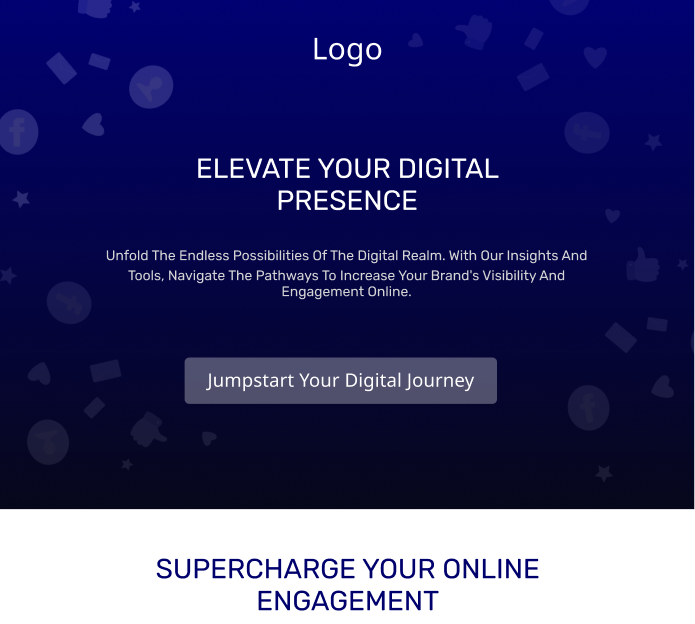 Logo
ELEVATE YOUR DIGITAL
PRESENCE
Unfold The Endless Possibilities Of The Digital Realm. With Our Insights And
Tools, Navigate The Pathways To Increase Your Brand's Visibility And
Engagement Online.
Jumpstart Your Digital Journey
SUPERCHARGE YOUR ONLINE
ENGAGEMENT